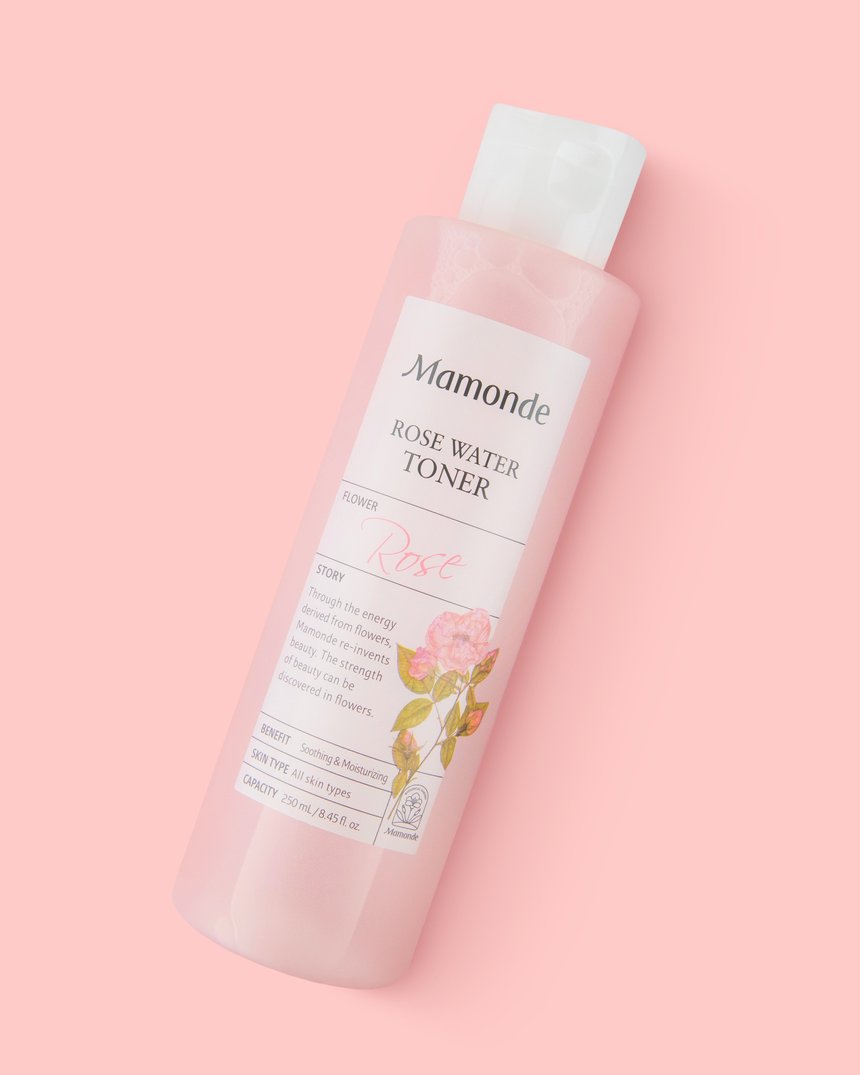 Mamonde
ROSE WATER
TONER
FLOWER
Rose
STORY
Through the energy
derived from flowers,
Mamonde re-invents
beauty. The strength
of beauty can be
discovered in flowers.
BENEFIT Soothing & Moisturizing
SKIN TYPE All skin types
CAPACITY 250 mL / 8.45 fl. oz.
Mamonde